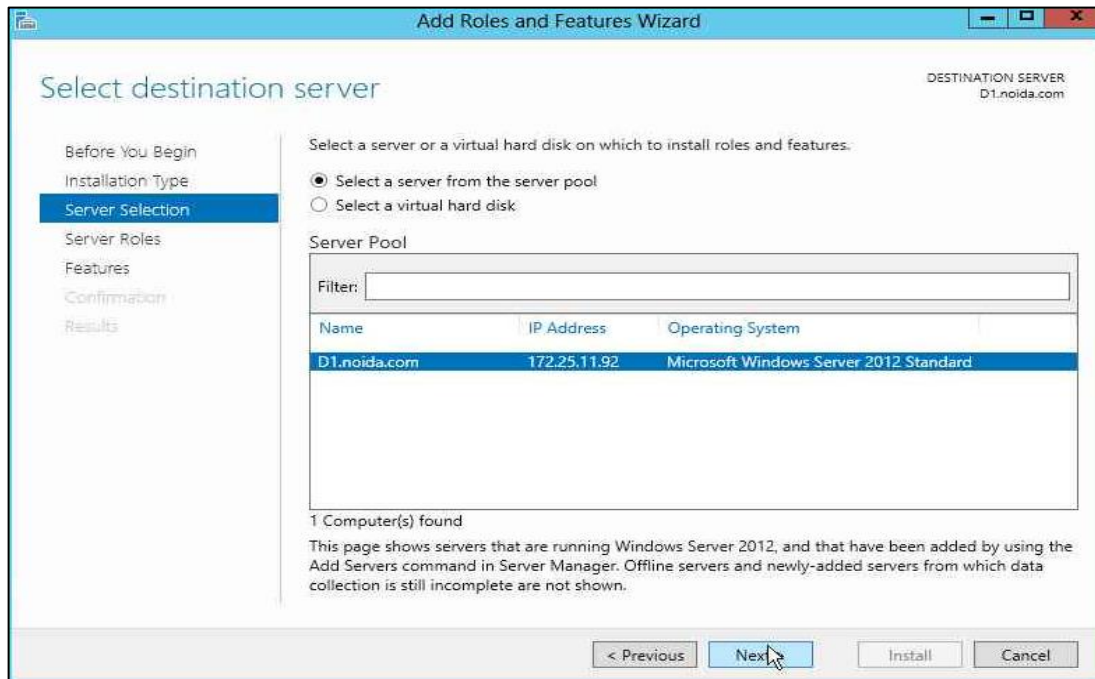 Add Roles and Features Wizard
Select destination server
DESTINATION SERVER
D1.noida.com
Before You Begin
Installation Type
Server Selection
Server Roles
Features
Confirmation
Results
Select a server or a virtual hard disk on which to install roles and features.
Select a server from the server pool
Select a virtual hard disk
Server Pool
Filter:
Name IP Address Operating System
D1.noida.com 172.25.11.92 Microsoft Windows Server 2012 Standard
1 Computer(s) found
This page shows servers that are running Windows Server 2012, and that have been added by using the
Add Servers command in Server Manager. Offline servers and newly-added servers from which data
collection is still incomplete are not shown.
< Previous Next > Install Cancel